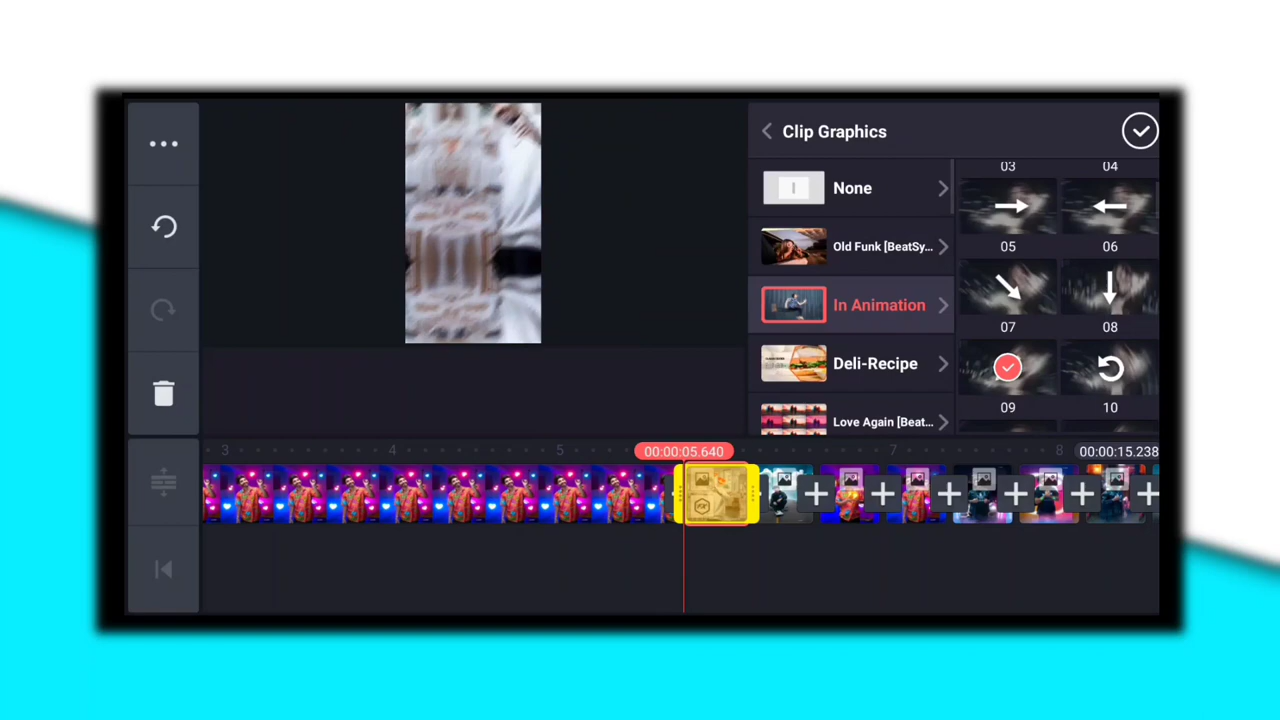 Clip Graphics
None
Old Funk [BeatSy...
In Animation
Deli-Recipe
Love Again [Beat...
03
04
05
06
07
08
09
10
3
4
5
00:00:05.640
7
8
00:00:15.238
FX